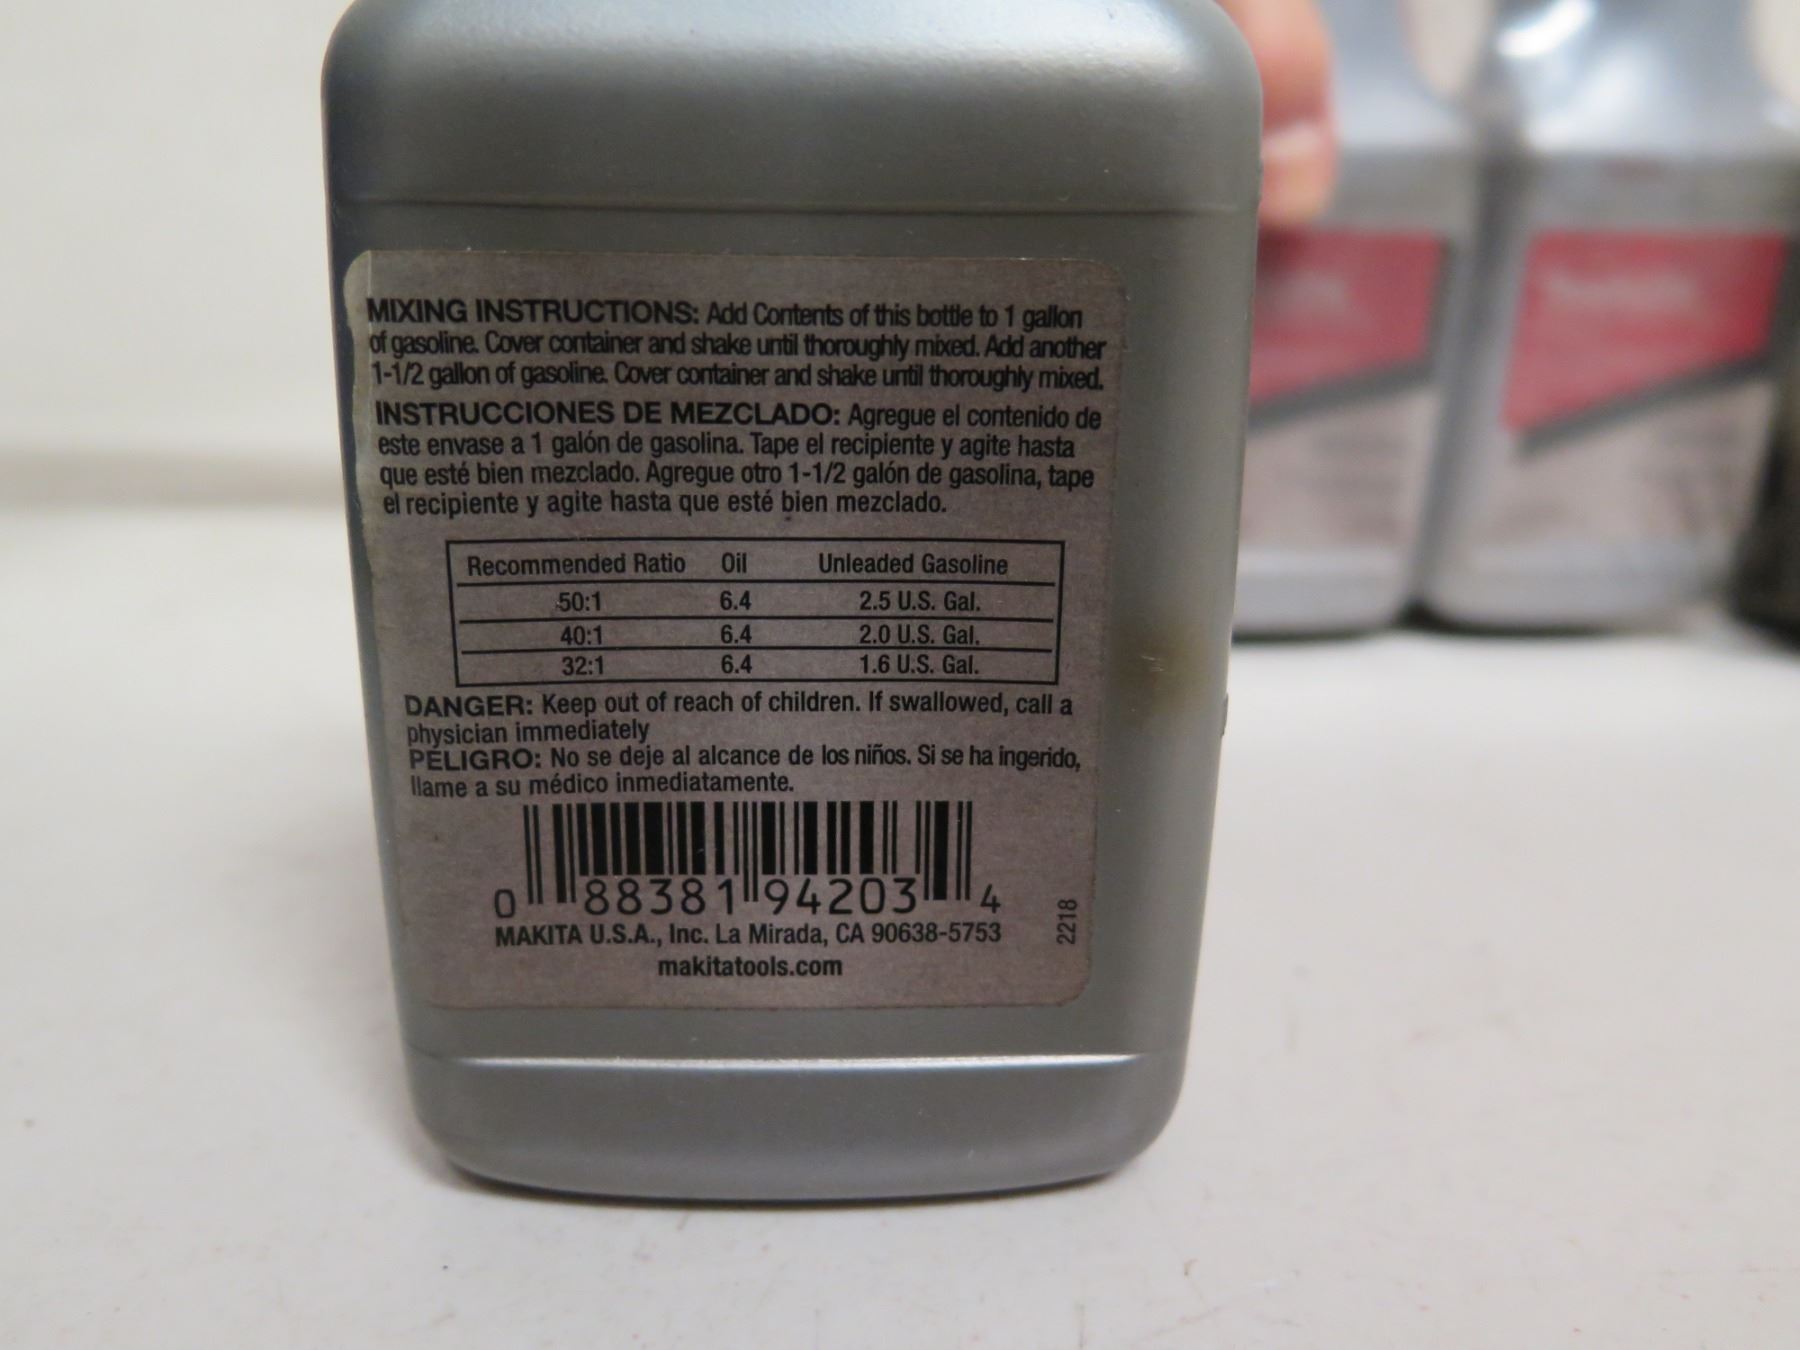 MIXING INSTRUCTIONS: Add Contents of this bottle to 1 gallon
of gasoline. Cover container and shake until thoroughly mixed. Add another
1-1/2 gallon of gasoline. Cover container and shake until thoroughly mixed.
INSTRUCCIONES DE MEZCLADO: Agregue el contenido de
este envase a 1 galón de gasolina. Tape el recipiente y agite hasta
que esté bien mezclado. Agregue otro 1-1/2 galón de gasolina, tape
el recipiente y agite hasta que esté bien mezclado.
Recommended Ratio Oil Unleaded Gasoline
50:1 6.4 2.5 U.S. Gal.
40:1 6.4 2.0 U.S. Gal.
32:1 6.4 1.6 U.S. Gal.
DANGER: Keep out of reach of children. If swallowed, call a
physician immediately
PELIGRO: No se deje al alcance de los niños. Si se ha ingerido,
llame a su médico inmediatamente.
0 88381 94203 4
MAKITA U.S.A., Inc. La Mirada, CA 90638-5753
makitatools.com
2218